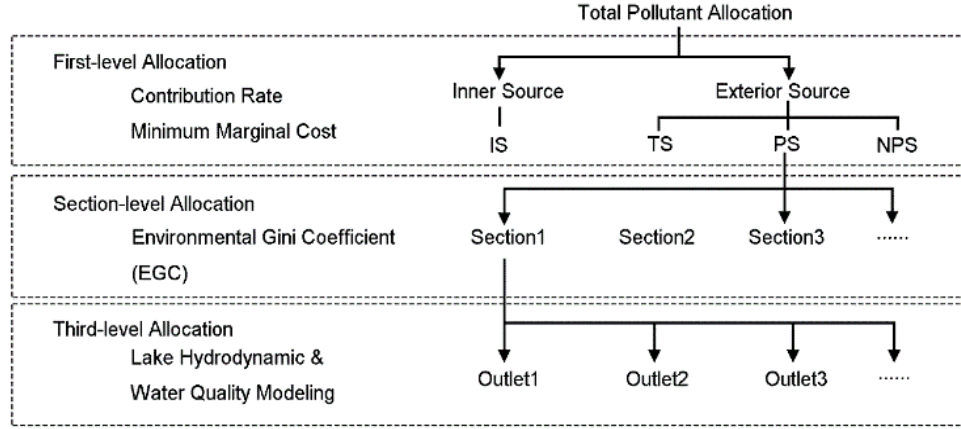 Total Pollutant Allocation
First-level Allocation
Contribution Rate
Inner Source
Exterior Source
Minimum Marginal Cost
IS
TS
PS
NPS
Section-level Allocation
Environmental Gini Coefficient
(EGC)
Section1
Section2
Section3
......
Third-level Allocation
Lake Hydrodynamic &
Water Quality Modeling
Outlet1
Outlet2
Outlet3
......